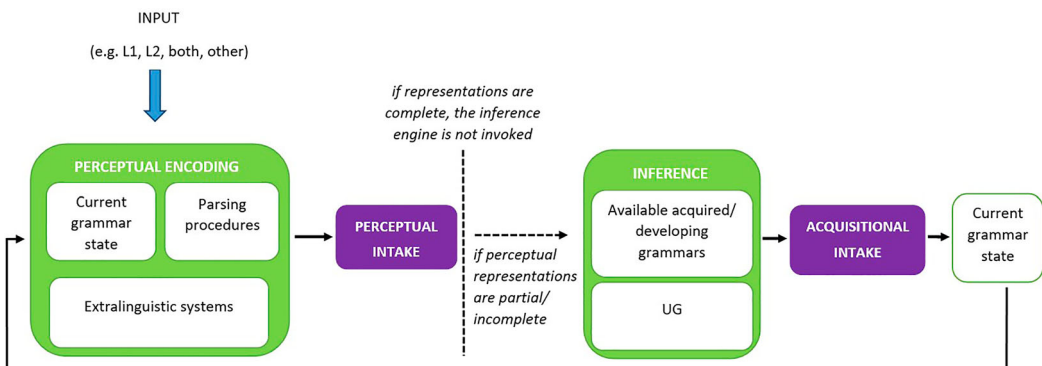 INPUT
(e.g. L1, L2, both, other)
if representations are
complete, the inference
engine is not invoked
PERCEPTUAL ENCODING
Current
grammar
state
Parsing
procedures
Extralinguistic systems
PERCEPTUAL
INTAKE
if perceptual
representations
are partial/
incomplete
INFERENCE
Available acquired/
developing
grammars
UG
ACQUISITIONAL
INTAKE
Current
grammar
state